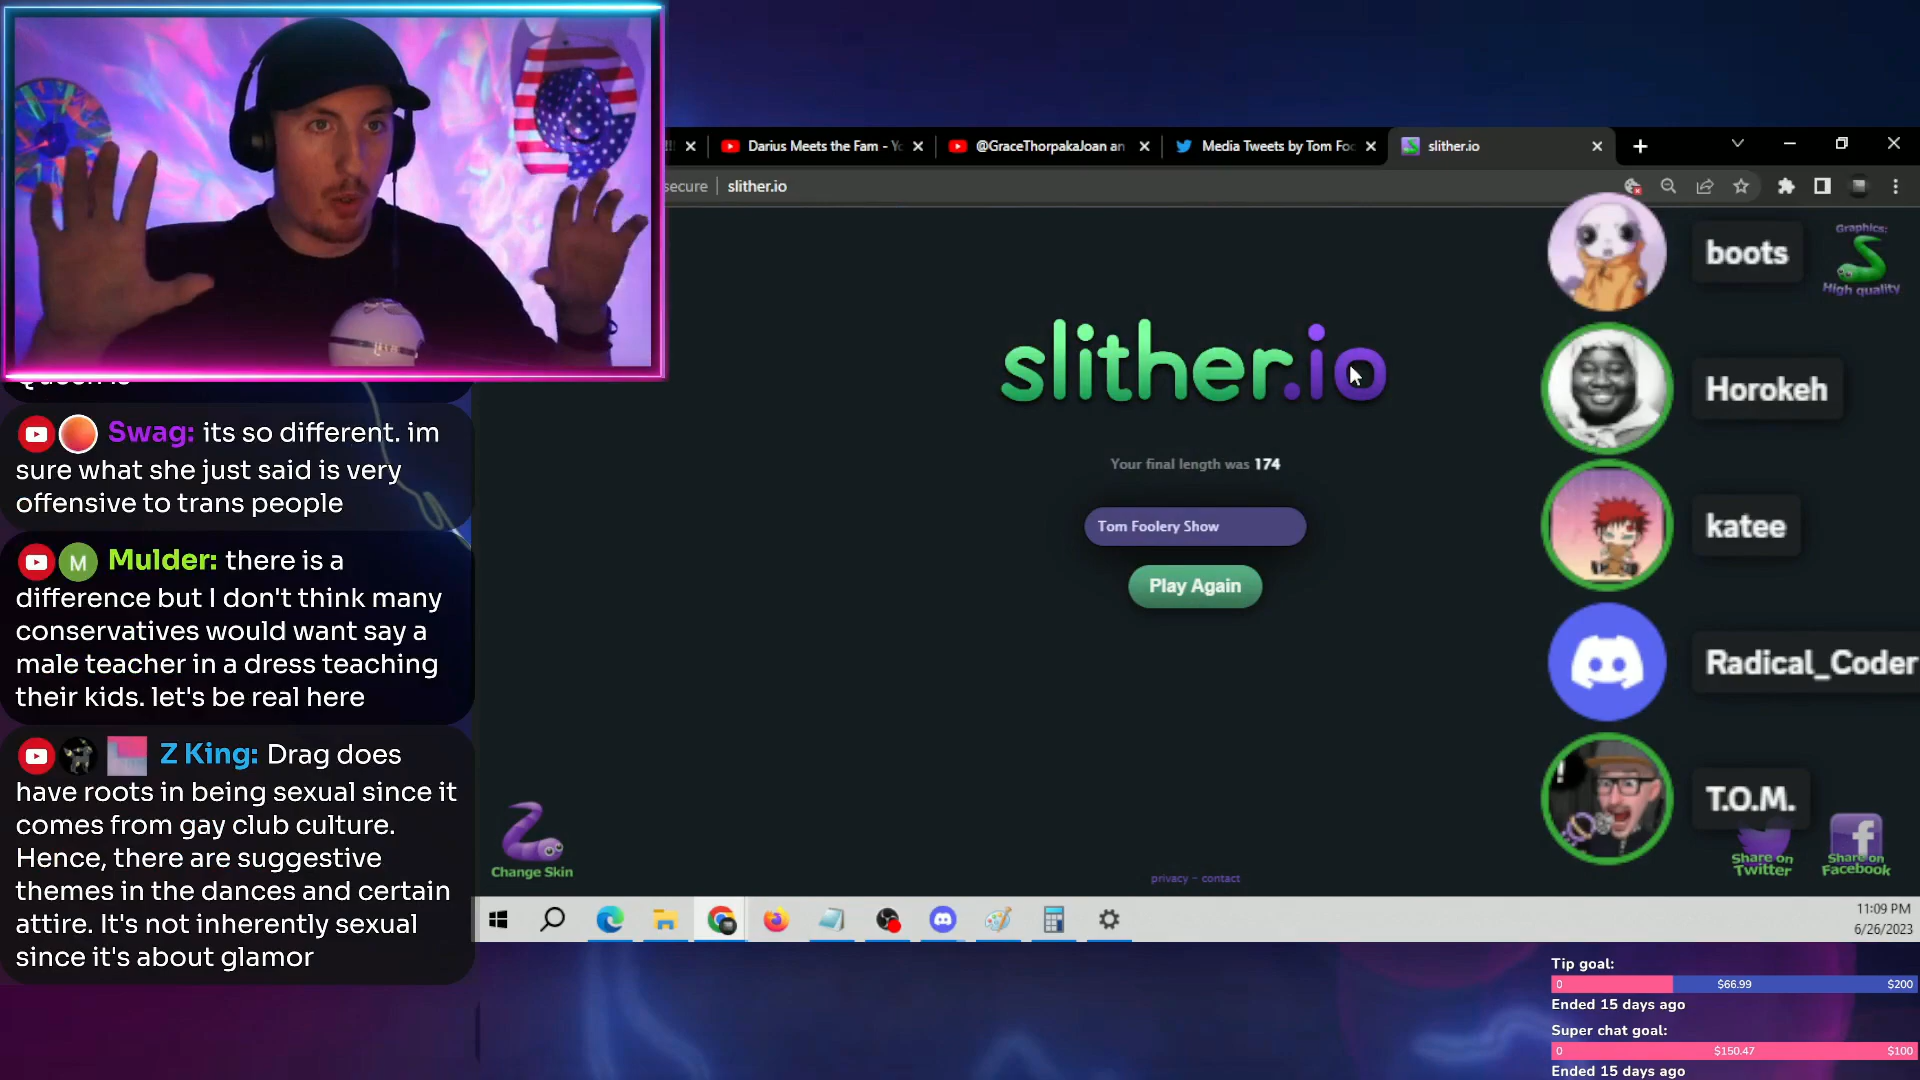 Darius Meets the Fam - Yo
@GraceThorpakaJoan an
Media Tweets by Tom Foo
slither.io
secure
slither.io
Swag: its so different. im
sure what she just said is very
offensive to trans people
Mulder: there is a
difference but I don't think many
conservatives would want say a
male teacher in a dress teaching
their kids. let's be real here
Z King: Drag does
have roots in being sexual since it
comes from gay club culture.
Hence, there are suggestive
themes in the dances and certain
attire. It's not inherently sexual
since it's about glamor
M
slither.io
Your final length was 174
Tom Foolery Show
Play Again
Change Skin
privacy - contact
boots
Graphics:
High quality
Horokeh
katee
Radical_Coder
T.O.M.
Share on
Twitter
Share on
Facebook
11:09 PM
6/26/2023
Tip goal:
0 $66.99 $200
Ended 15 days ago
Super chat goal:
0 $150.47 $100
Ended 15 days ago